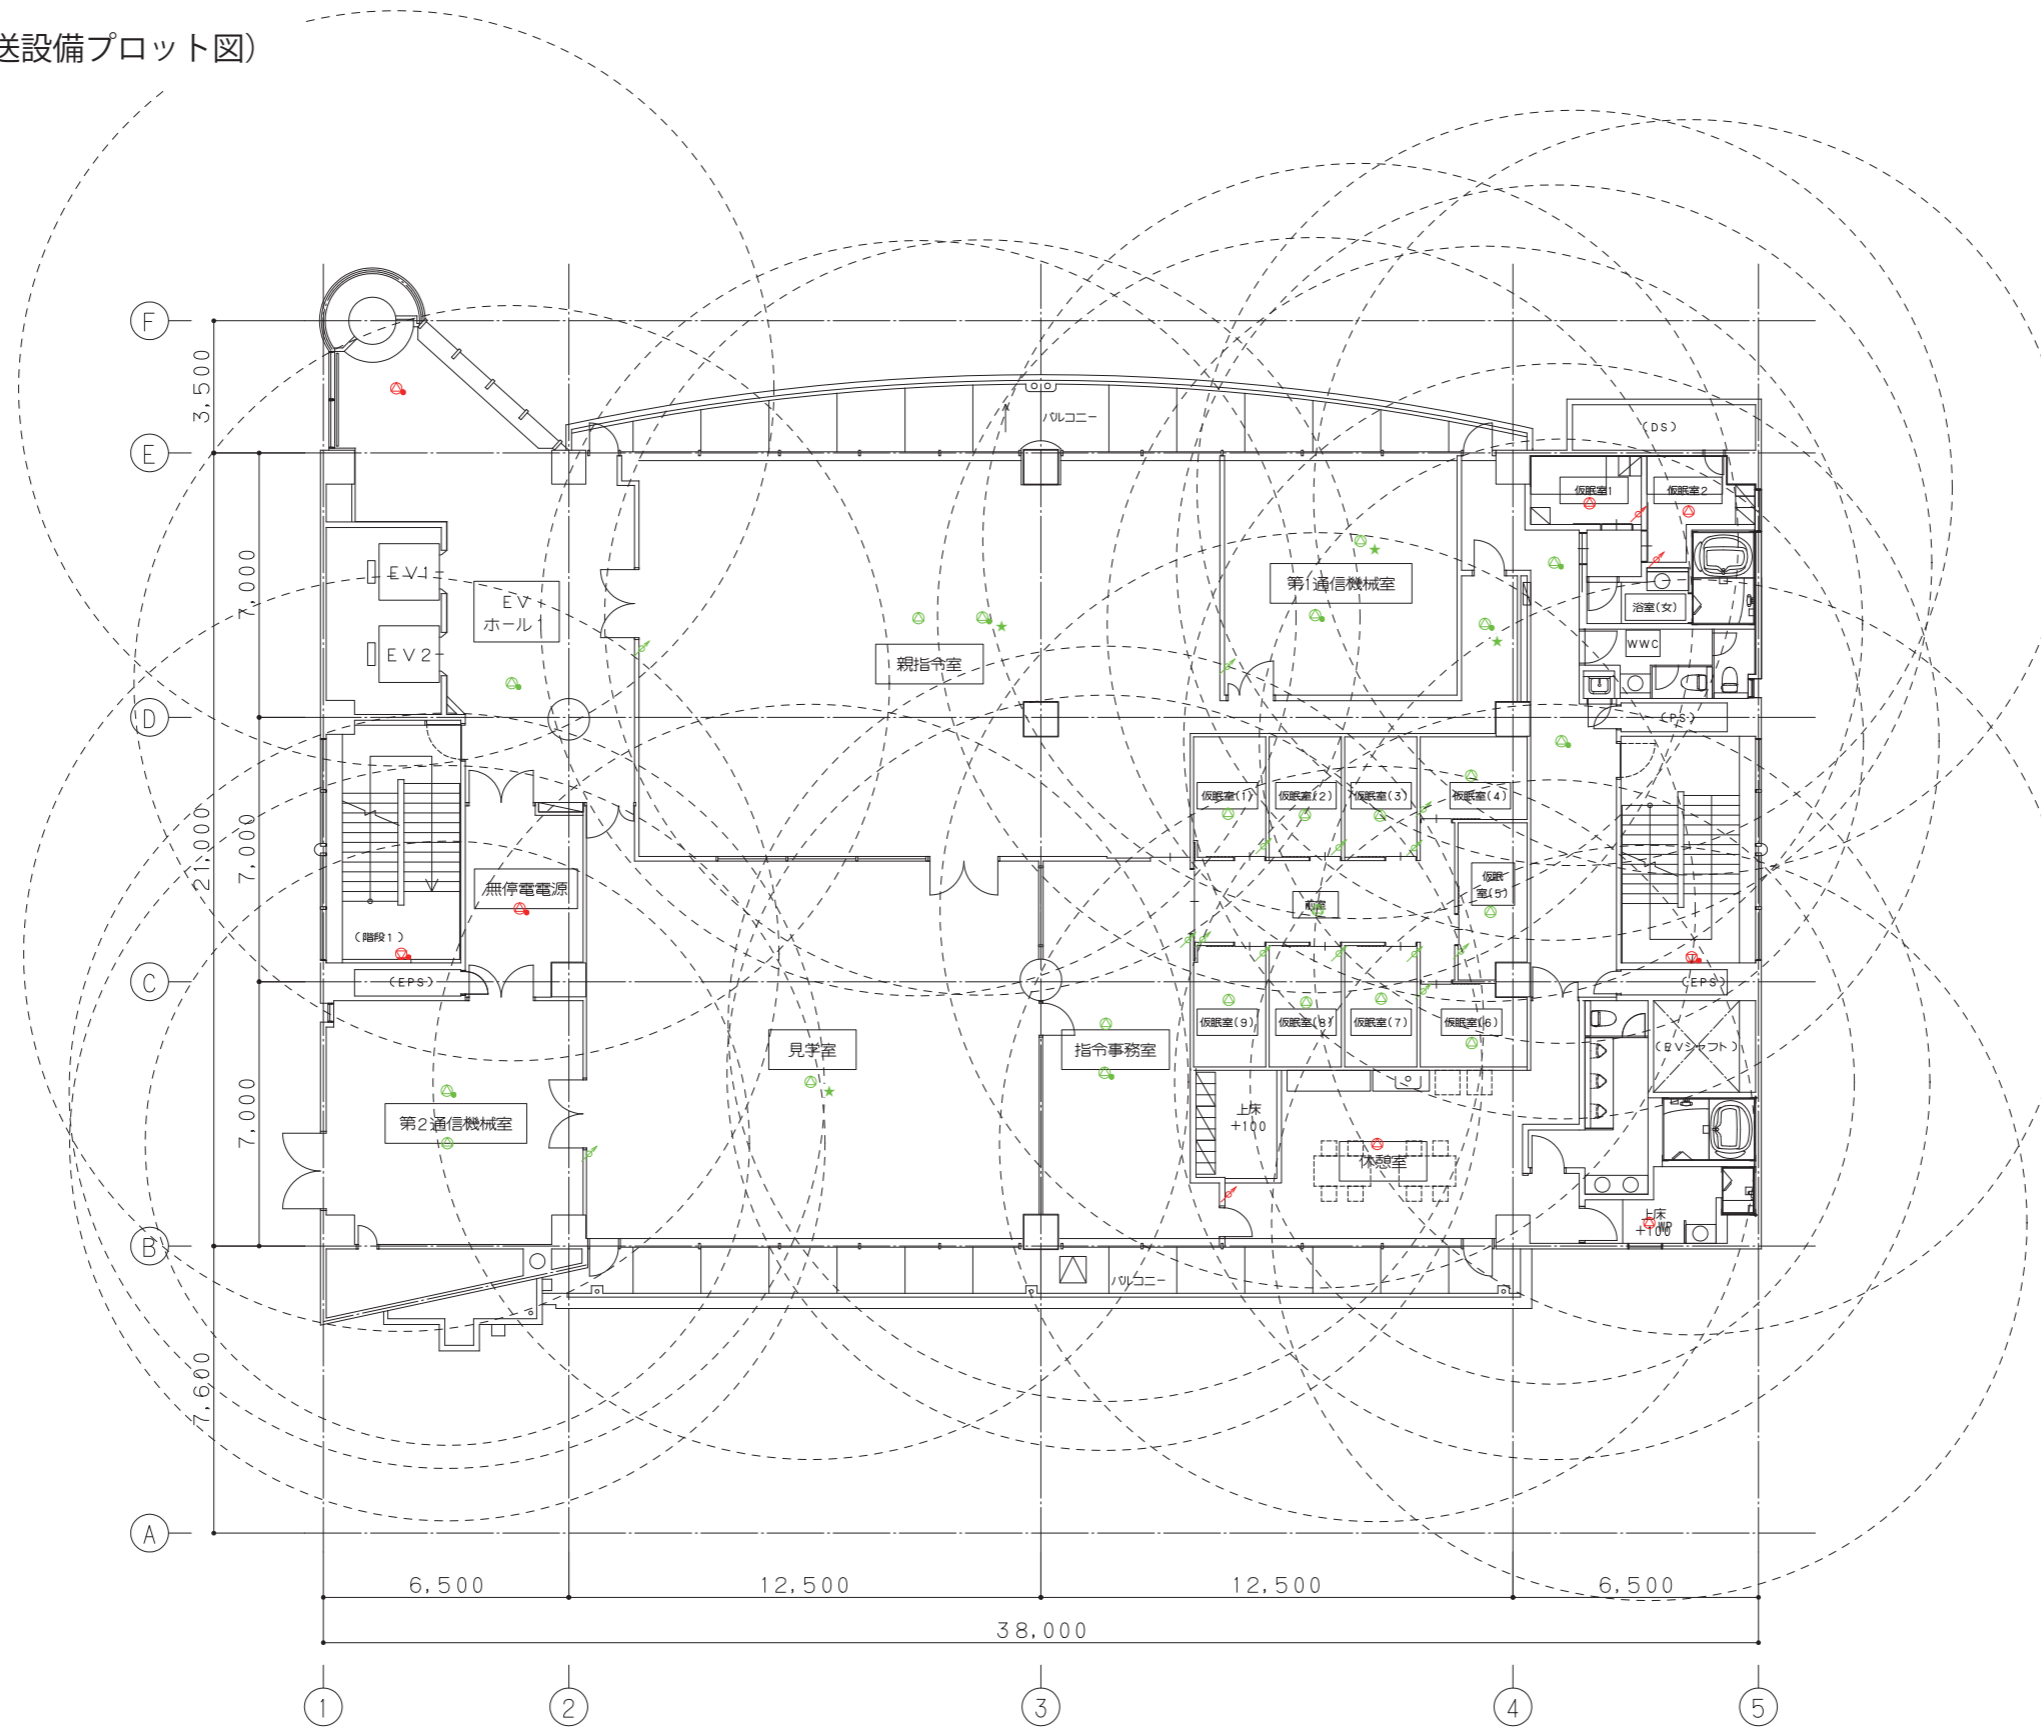 送設備プロット図）
F
3,500
バルコニー
(DS)
E
仮眠室1
仮眠室2
EV1
EV
ホール1
7,000
第1通信機械室
浴室(女)
EV2
親指令室
WWC
D
(PS)
仮眠室(1)
仮眠室(2)
仮眠室(3)
仮眠室(4)
21,000
7,000
無停電電源
仮眠
室(5)
前室
(階段1)
C
(EPS)
(EPS)
仮眠室(9)
仮眠室(8)
仮眠室(7)
仮眠室(6)
見学室
指令事務室
(EVシャフト)
7,000
第2通信機械室
上床
+100
休憩室
上床
+100
WP
B
バルコニー
7,600
A
6,500
12,500
12,500
6,500
38,000
1
2
3
4
5